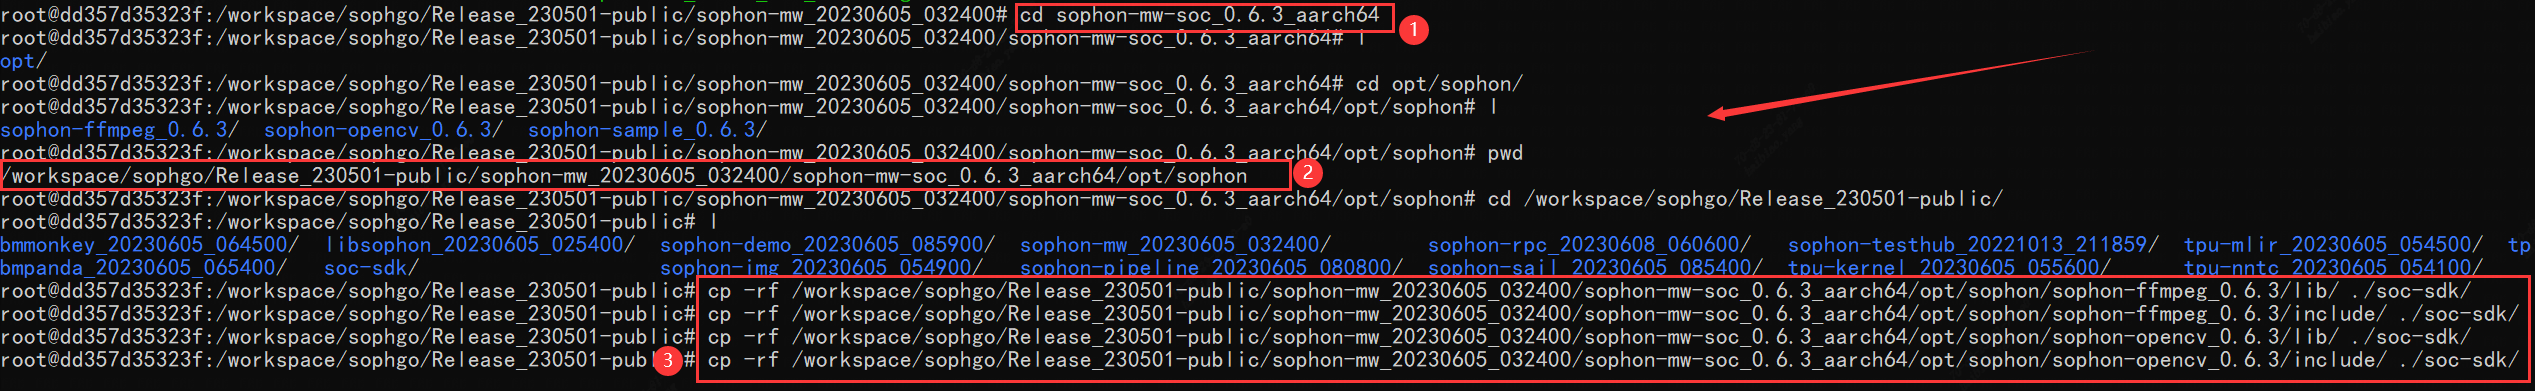 root@dd357d35323f:/workspace/sophgo/Release_230501-public/sophon-mw_20230605_032400# cd sophon-mw-soc_0.6.3_aarch64
1
root@dd357d35323f:/workspace/sophgo/Release_230501-public/sophon-mw_20230605_032400/sophon-mw-soc_0.6.3_aarch64# l
opt/
root@dd357d35323f:/workspace/sophgo/Release_230501-public/sophon-mw_20230605_032400/sophon-mw-soc_0.6.3_aarch64# cd opt/sophon/
root@dd357d35323f:/workspace/sophgo/Release_230501-public/sophon-mw_20230605_032400/sophon-mw-soc_0.6.3_aarch64/opt/sophon# l
sophon-ffmpeg_0.6.3/ sophon-opencv_0.6.3/ sophon-sample_0.6.3/
root@dd357d35323f:/workspace/sophgo/Release_230501-public/sophon-mw_20230605_032400/sophon-mw-soc_0.6.3_aarch64/opt/sophon# pwd
/workspace/sophgo/Release_230501-public/sophon-mw_20230605_032400/sophon-mw-soc_0.6.3_aarch64/opt/sophon
2
root@dd357d35323f:/workspace/sophgo/Release_230501-public/sophon-mw_20230605_032400/sophon-mw-soc_0.6.3_aarch64/opt/sophon# cd /workspace/sophgo/Release_230501-public/
root@dd357d35323f:/workspace/sophgo/Release_230501-public# l
bmmonkey_20230605_064500/ libsophon_20230605_025400/ sophon-demo_20230605_085900/ sophon-mw_20230605_032400/ sophon-rpc_20230608_060600/ sophon-testhub_20221013_211859/ tpu-mlir_20230605_054500/ tp
bmpanda_20230605_065400/ soc-sdk/ sophon-img_20230605_054900/ sophon-pipeline_20230605_080800/ sophon-sail_20230605_085400/ tpu-kernel_20230605_055600/ tpu-nntc_20230605_054100/
root@dd357d35323f:/workspace/sophgo/Release_230501-public# cp -rf /workspace/sophgo/Release_230501-public/sophon-mw_20230605_032400/sophon-mw-soc_0.6.3_aarch64/opt/sophon/sophon-ffmpeg_0.6.3/lib/ ./soc-sdk/
root@dd357d35323f:/workspace/sophgo/Release_230501-public# cp -rf /workspace/sophgo/Release_230501-public/sophon-mw_20230605_032400/sophon-mw-soc_0.6.3_aarch64/opt/sophon/sophon-ffmpeg_0.6.3/include/ ./soc-sdk/
root@dd357d35323f:/workspace/sophgo/Release_230501-public# cp -rf /workspace/sophgo/Release_230501-public/sophon-mw_20230605_032400/sophon-mw-soc_0.6.3_aarch64/opt/sophon/sophon-opencv_0.6.3/lib/ ./soc-sdk/
root@dd357d35323f:/workspace/sophgo/Release_230501-public# cp -rf /workspace/sophgo/Release_230501-public/sophon-mw_20230605_032400/sophon-mw-soc_0.6.3_aarch64/opt/sophon/sophon-opencv_0.6.3/include/ ./soc-sdk/
3